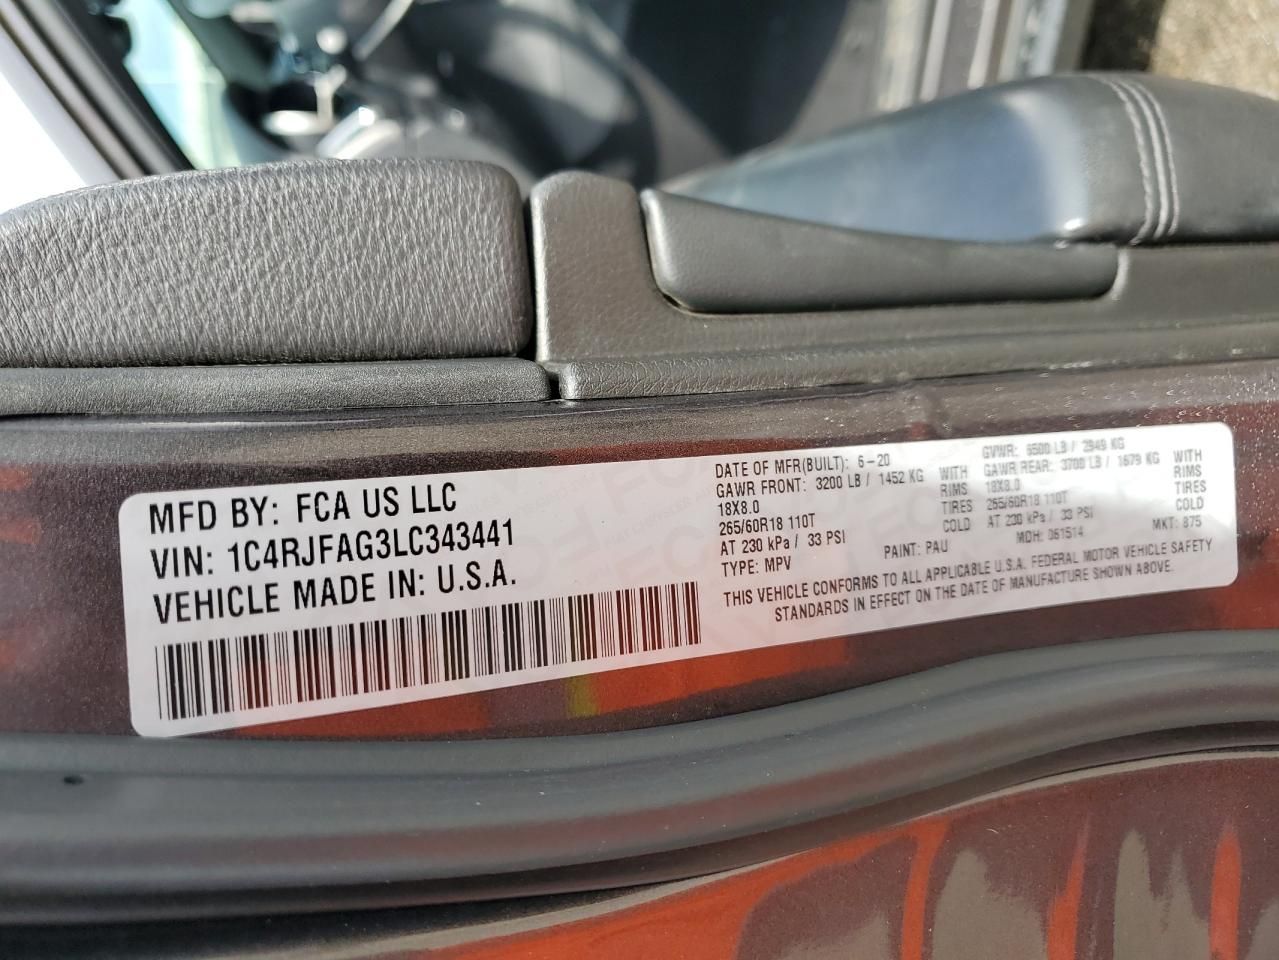 MFD BY: FCA US LLC
VIN: 1C4RJFAG3LC343441
VEHICLE MADE IN: U.S.A.
DATE OF MFR(BUILT): 6-20
GAWR FRONT: 3200 LB / 1452 KG WITH
18X8.0 RIMS
265/60R18 110T TIRES
AT 230 kPa / 33 PSI COLD
TYPE: MPV PAINT: PAU
GVWR: 6500 LB / 2949 KG
GAWR REAR: 3700 LB / 1679 KG WITH
18X8.0 RIMS
265/60R18 110T TIRES
AT 230 kPa / 33 PSI COLD
MDH: 061514 MKT: 875
THIS VEHICLE CONFORMS TO ALL APPLICABLE U.S.A. FEDERAL MOTOR VEHICLE SAFETY
STANDARDS IN EFFECT ON THE DATE OF MANUFACTURE SHOWN ABOVE.